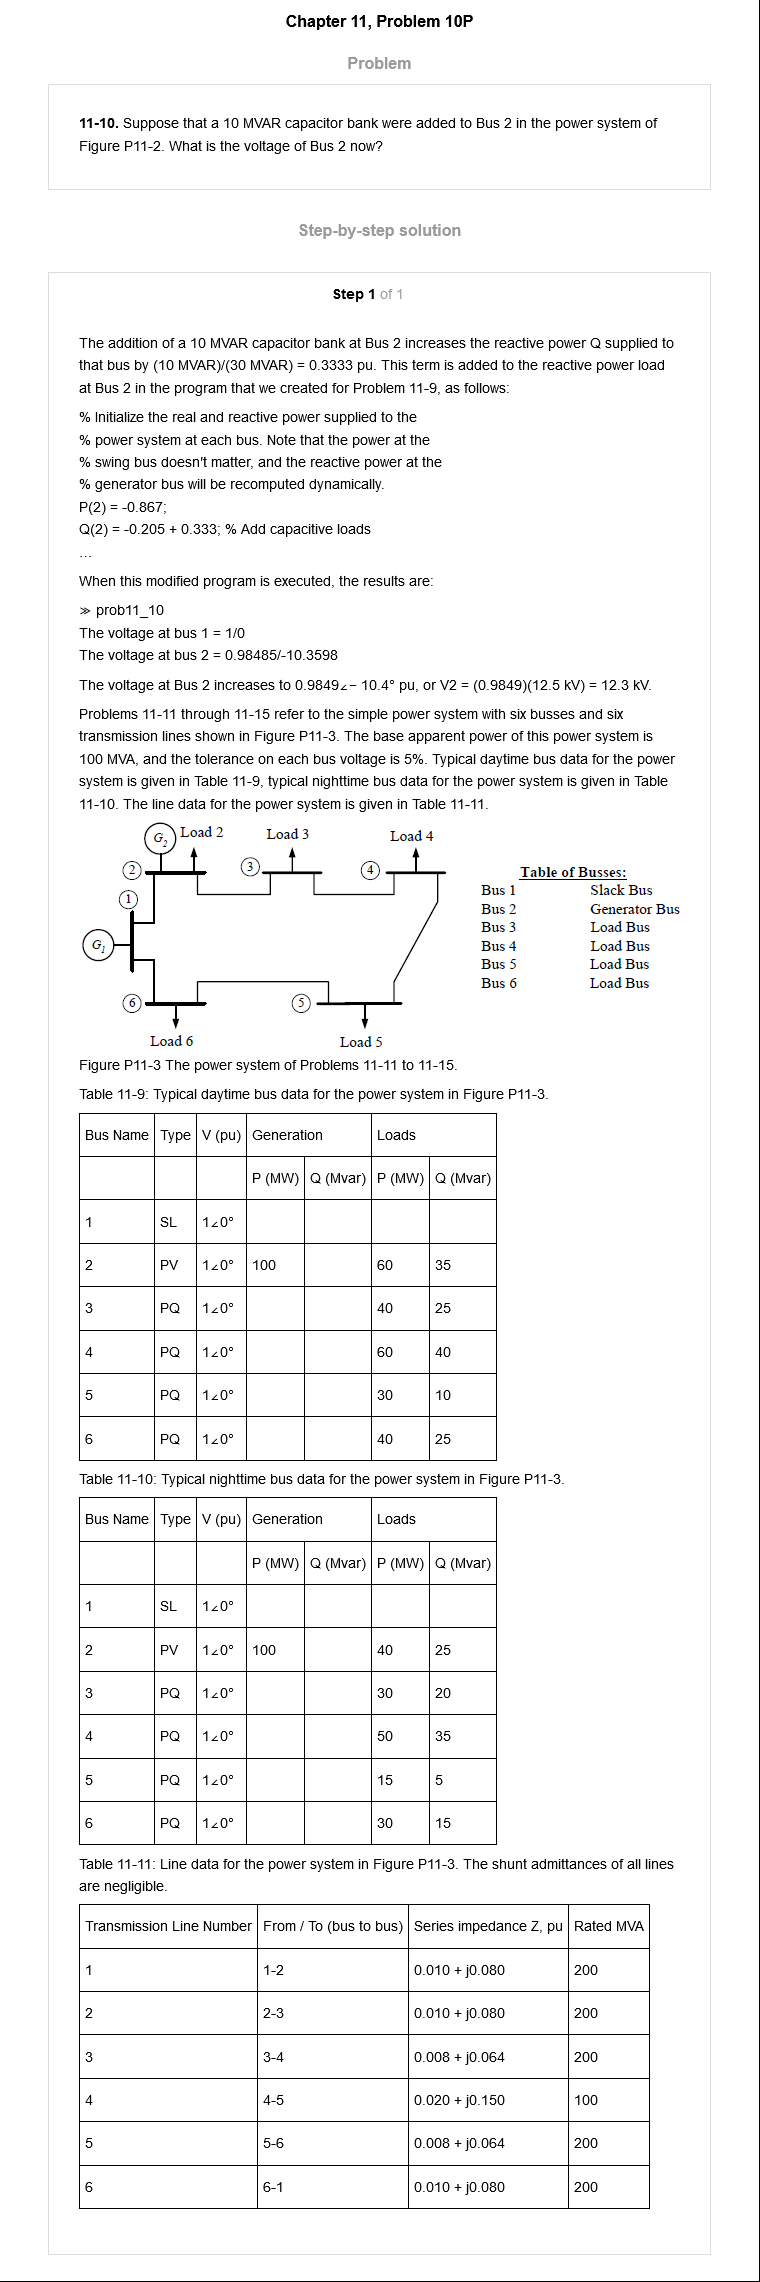 Chapter 11, Problem 10P
Problem
11-10. Suppose that a 10 MVAR capacitor bank were added to Bus 2 in the power system of
Figure P11-2. What is the voltage of Bus 2 now?
Step-by-step solution
Step 1 of 1
The addition of a 10 MVAR capacitor bank at Bus 2 increases the reactive power Q supplied to
that bus by (10 MVAR)/(30 MVAR) = 0.3333 pu. This term is added to the reactive power load
at Bus 2 in the program that we created for Problem 11-9, as follows:
% Initialize the real and reactive power supplied to the
% power system at each bus. Note that the power at the
% swing bus doesn't matter, and the reactive power at the
% generator bus will be recomputed dynamically.
P(2) = -0.867;
Q(2) = -0.205 + 0.333; % Add capacitive loads
...
When this modified program is executed, the results are:
≫ prob11_10
The voltage at bus 1 = 1/0
The voltage at bus 2 = 0.98485/-10.3598
The voltage at Bus 2 increases to 0.9849∠− 10.4° pu, or V2 = (0.9849)(12.5 kV) = 12.3 kV.
Problems 11-11 through 11-15 refer to the simple power system with six busses and six
transmission lines shown in Figure P11-3. The base apparent power of this power system is
100 MVA, and the tolerance on each bus voltage is 5%. Typical daytime bus data for the power
system is given in Table 11-9, typical nighttime bus data for the power system is given in Table
11-10. The line data for the power system is given in Table 11-11.
G2 Load 2 Load 3 Load 4
2 3 4
1
G1
6 5
Load 6 Load 5
Table of Busses:
Bus 1 Slack Bus
Bus 2 Generator Bus
Bus 3 Load Bus
Bus 4 Load Bus
Bus 5 Load Bus
Bus 6 Load Bus
Figure P11-3 The power system of Problems 11-11 to 11-15.
Table 11-9: Typical daytime bus data for the power system in Figure P11-3.
Bus Name Type V (pu) Generation Loads
P (MW) Q (Mvar) P (MW) Q (Mvar)
1 SL 1∠0°
2 PV 1∠0° 100 60 35
3 PQ 1∠0° 40 25
4 PQ 1∠0° 60 40
5 PQ 1∠0° 30 10
6 PQ 1∠0° 40 25
Table 11-10: Typical nighttime bus data for the power system in Figure P11-3.
Bus Name Type V (pu) Generation Loads
P (MW) Q (Mvar) P (MW) Q (Mvar)
1 SL 1∠0°
2 PV 1∠0° 100 40 25
3 PQ 1∠0° 30 20
4 PQ 1∠0° 50 35
5 PQ 1∠0° 15 5
6 PQ 1∠0° 30 15
Table 11-11: Line data for the power system in Figure P11-3. The shunt admittances of all lines
are negligible.
Transmission Line Number From / To (bus to bus) Series impedance Z, pu Rated MVA
1 1-2 0.010 + j0.080 200
2 2-3 0.010 + j0.080 200
3 3-4 0.008 + j0.064 200
4 4-5 0.020 + j0.150 100
5 5-6 0.008 + j0.064 200
6 6-1 0.010 + j0.080 200